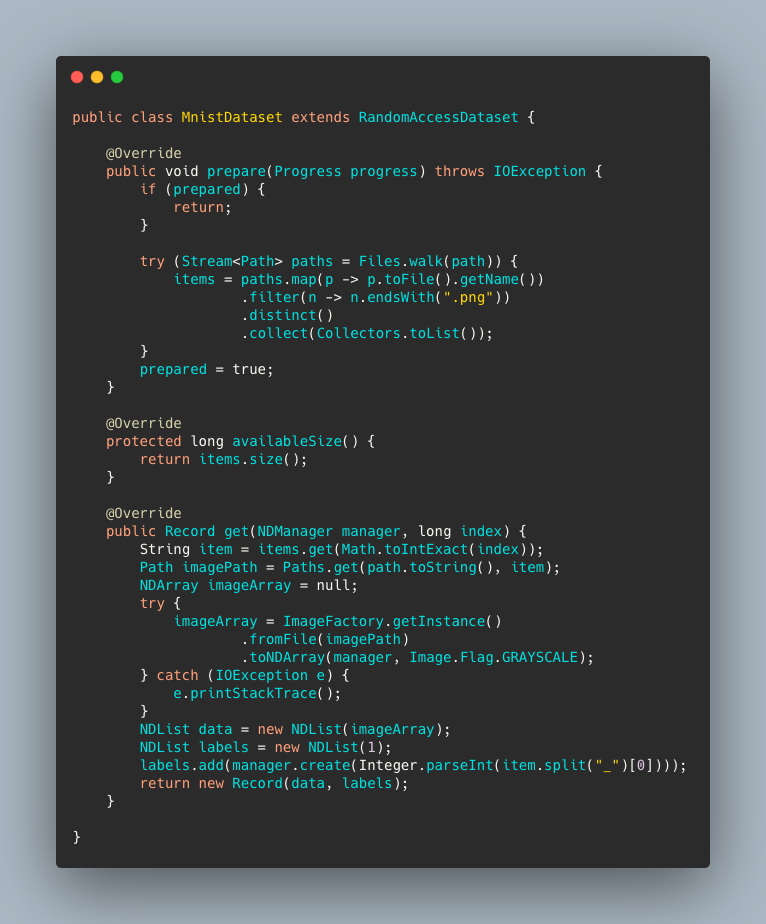 public class MnistDataset extends RandomAccessDataset {

    @Override
    public void prepare(Progress progress) throws IOException {
        if (prepared) {
            return;
        }

        try (Stream<Path> paths = Files.walk(path)) {
            items = paths.map(p -> p.toFile().getName())
                    .filter(n -> n.endsWith(".png"))
                    .distinct()
                    .collect(Collectors.toList());
        }
        prepared = true;
    }

    @Override
    protected long availableSize() {
        return items.size();
    }

    @Override
    public Record get(NDManager manager, long index) {
        String item = items.get(Math.toIntExact(index));
        Path imagePath = Paths.get(path.toString(), item);
        NDArray imageArray = null;
        try {
            imageArray = ImageFactory.getInstance()
                    .fromFile(imagePath)
                    .toNDArray(manager, Image.Flag.GRAYSCALE);
        } catch (IOException e) {
            e.printStackTrace();
        }
        NDList data = new NDList(imageArray);
        NDList labels = new NDList(1);
        labels.add(manager.create(Integer.parseInt(item.split("_")[0])));
        return new Record(data, labels);
    }

}